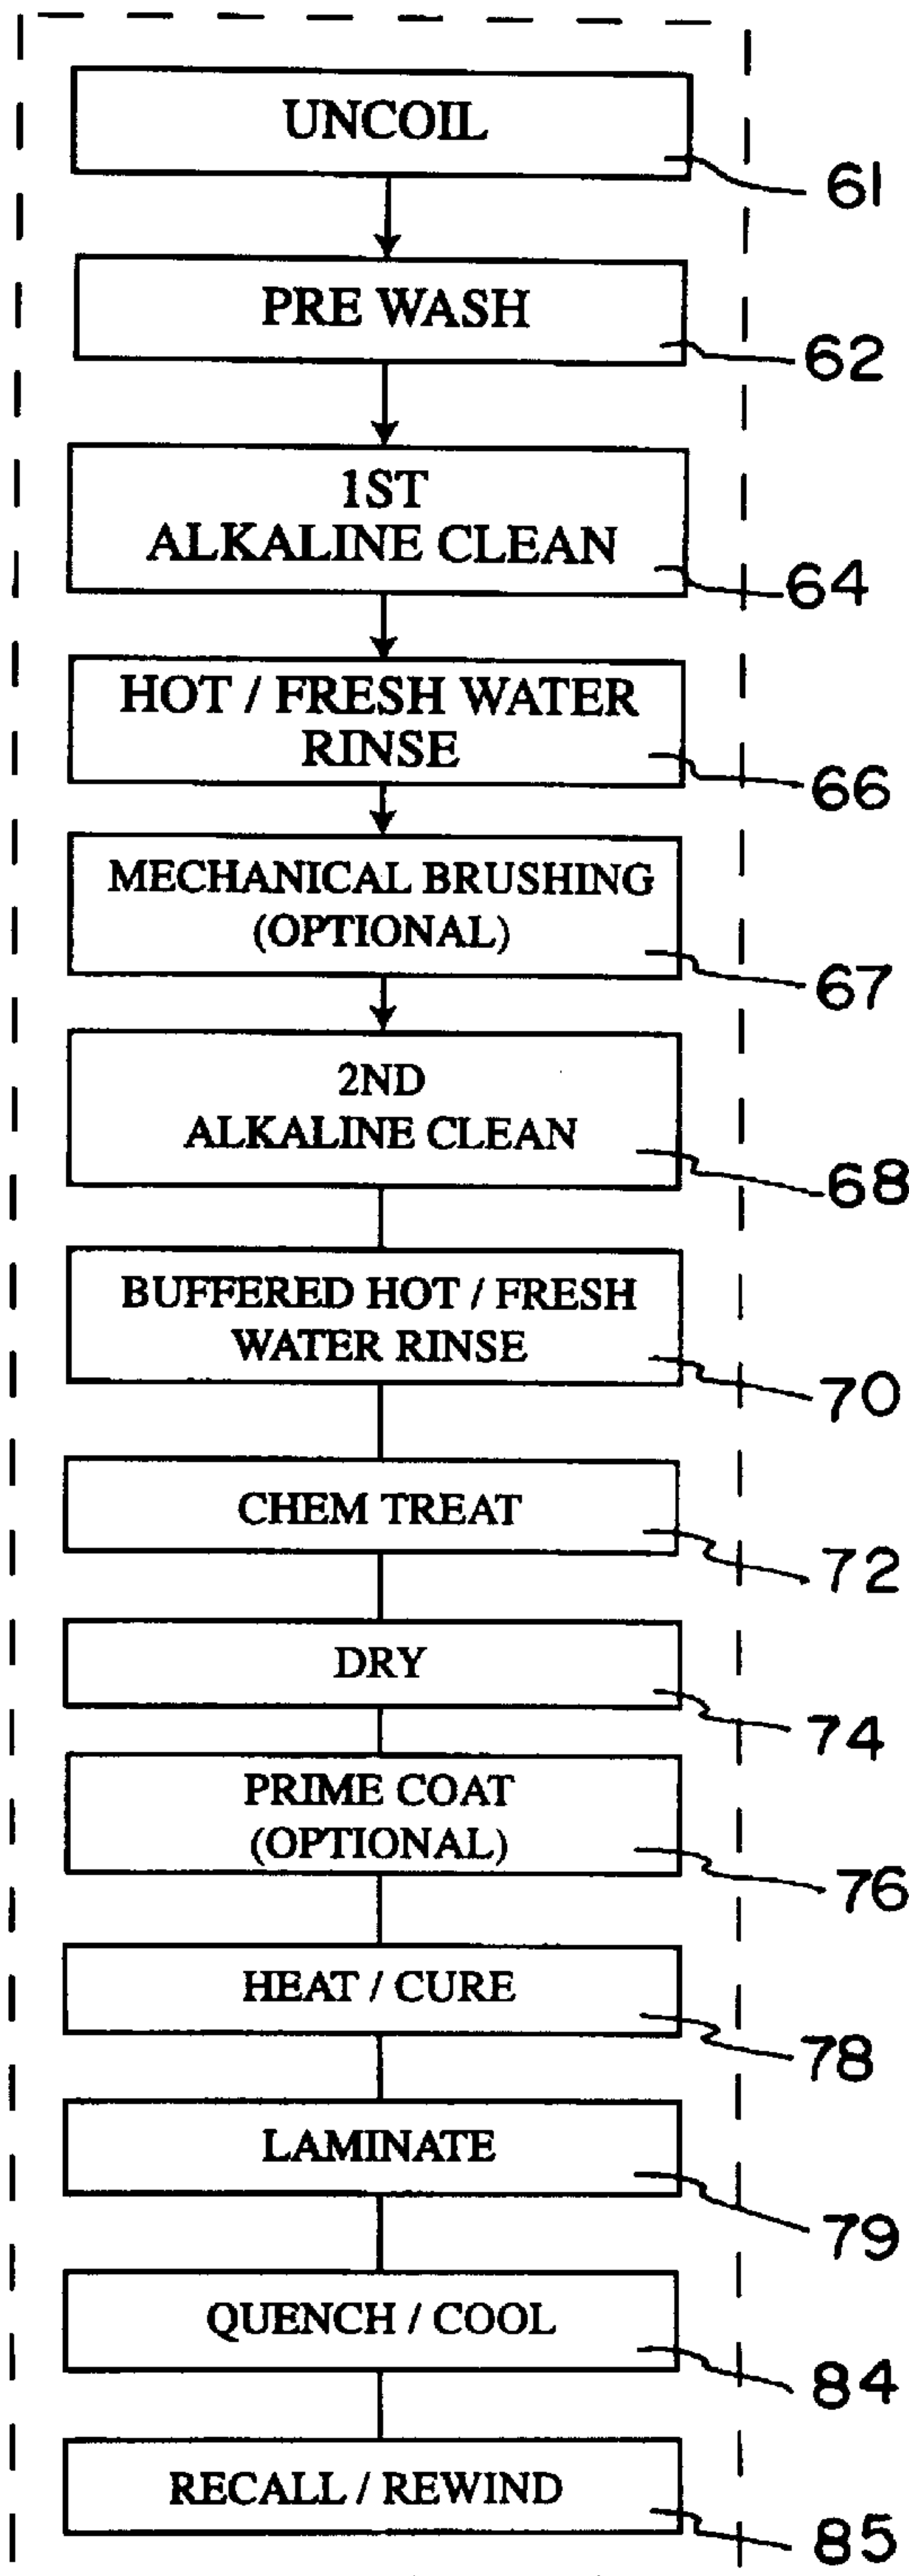 UNCOIL
61
PRE WASH
62
1ST
ALKALINE CLEAN
64
HOT / FRESH WATER
RINSE
66
MECHANICAL BRUSHING
(OPTIONAL)
67
2ND
ALKALINE CLEAN
68
BUFFERED HOT / FRESH
WATER RINSE
70
CHEM TREAT
72
DRY
74
PRIME COAT
(OPTIONAL)
76
HEAT / CURE
78
LAMINATE
79
QUENCH / COOL
84
RECALL / REWIND
85